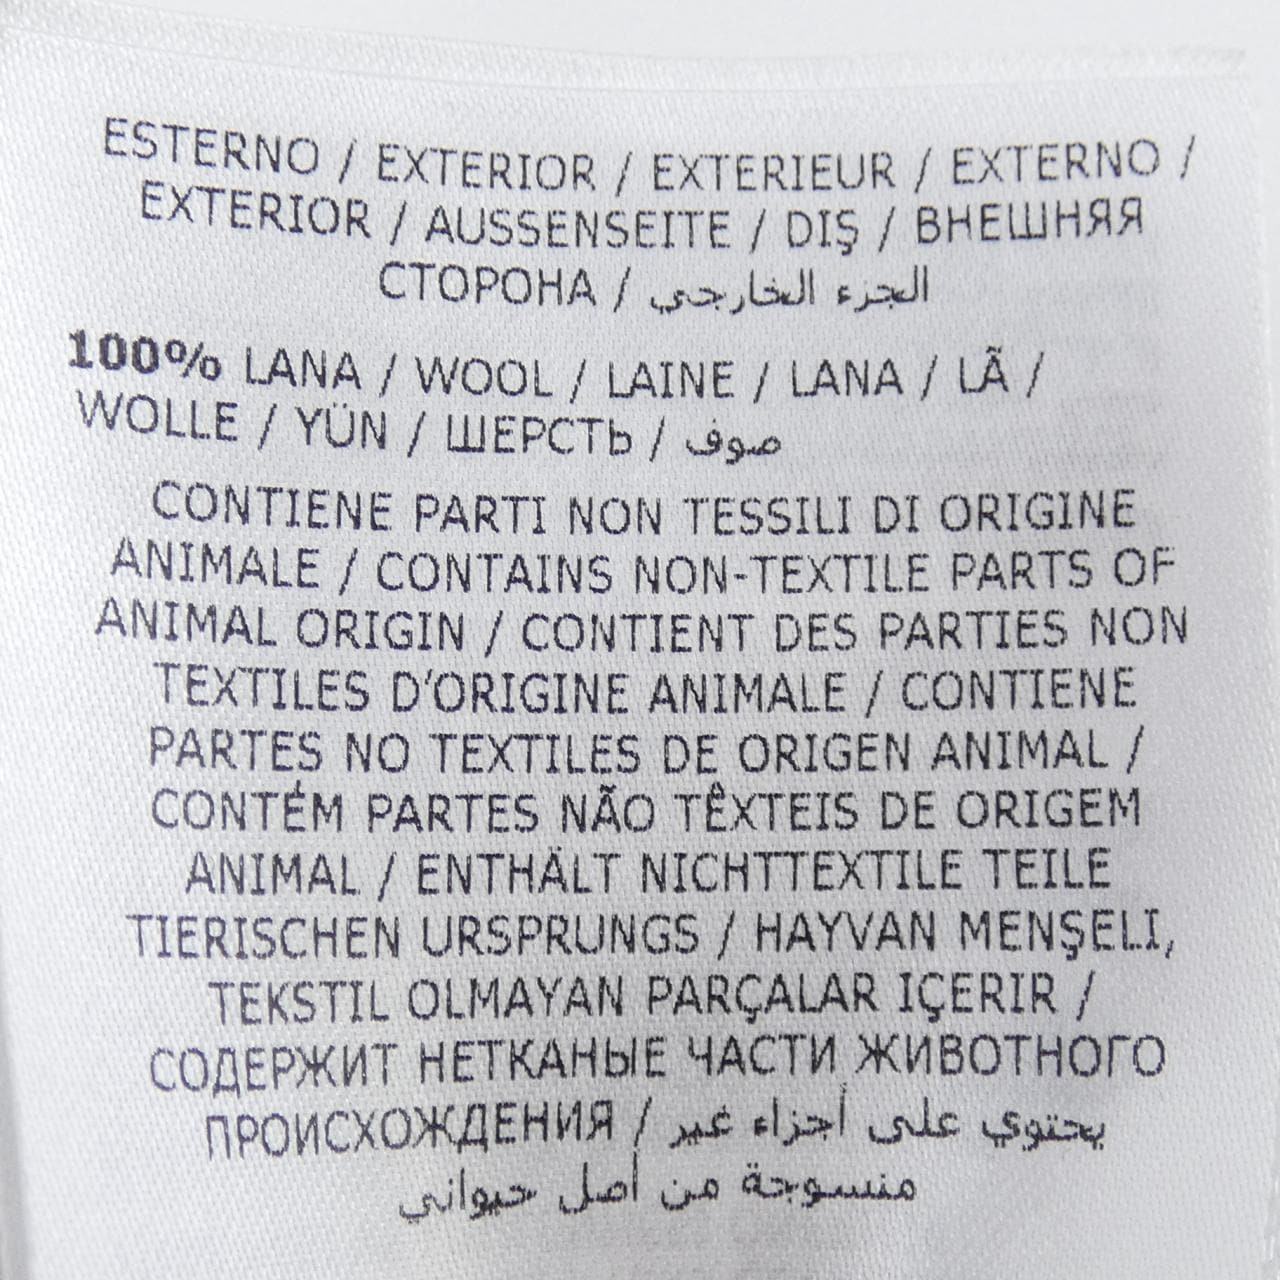 ESTERNO / EXTERIOR / EXTERIEUR / EXTERNO /
EXTERIOR / AUSSENSEITE / DIŞ / ВНЕШНЯЯ
СТОРОНА / الجزء الخارجي
100% LANA / WOOL / LAINE / LANA / LÃ /
WOLLE / YÜN / ШЕРСТЬ / صوف
CONTIENE PARTI NON TESSILI DI ORIGINE
ANIMALE / CONTAINS NON-TEXTILE PARTS OF
ANIMAL ORIGIN / CONTIENT DES PARTIES NON
TEXTILES D'ORIGINE ANIMALE / CONTIENE
PARTES NO TEXTILES DE ORIGEN ANIMAL /
CONTÉM PARTES NÃO TÊXTEIS DE ORIGEM
ANIMAL / ENTHÄLT NICHTTEXTILE TEILE
TIERISCHEN URSPRUNGS / HAYVAN MENŞELI,
TEKSTIL OLMAYAN PARÇALAR IÇERIR /
СОДЕРЖИТ НЕТКАНЫЕ ЧАСТИ ЖИВОТНОГО
ПРОИСХОЖДЕНИЯ / يحتوي على أجزاء غير
منسوجة من أصل حيواني